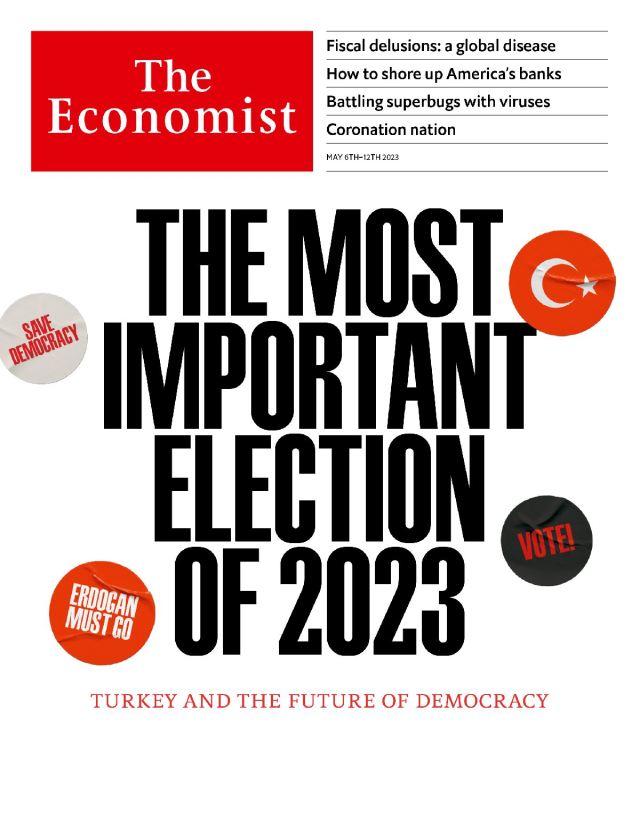 The
Economist
Fiscal delusions: a global disease
How to shore up America's banks
Battling superbugs with viruses
Coronation nation
MAY 6TH–12TH 2023
THE MOST
IMPORTANT
ELECTION
OF 2023
SAVE
DEMOCRACY
VOTE!
ERDOGAN
MUST GO
TURKEY AND THE FUTURE OF DEMOCRACY